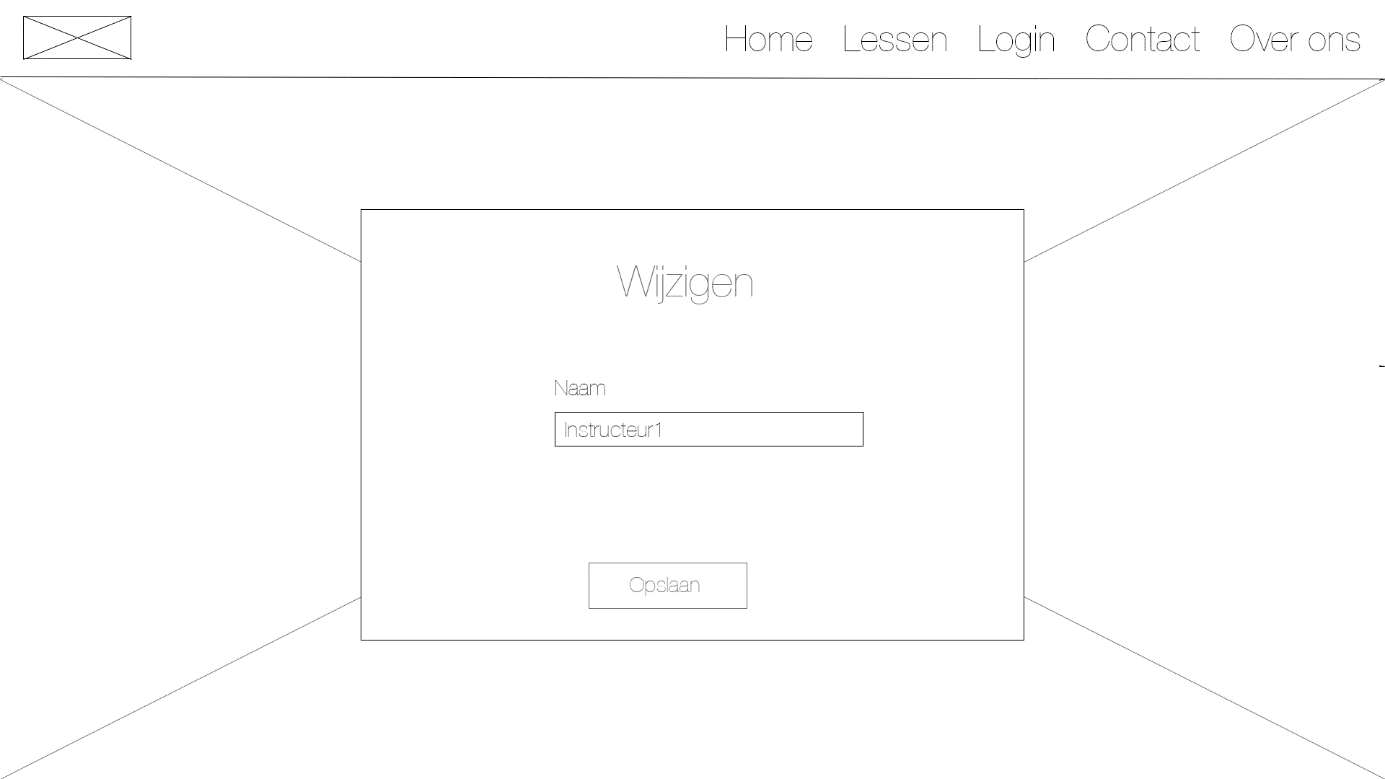 Home Lessen Login Contact Over ons
Wijzigen
Naam
Instructeur1
Opslaan